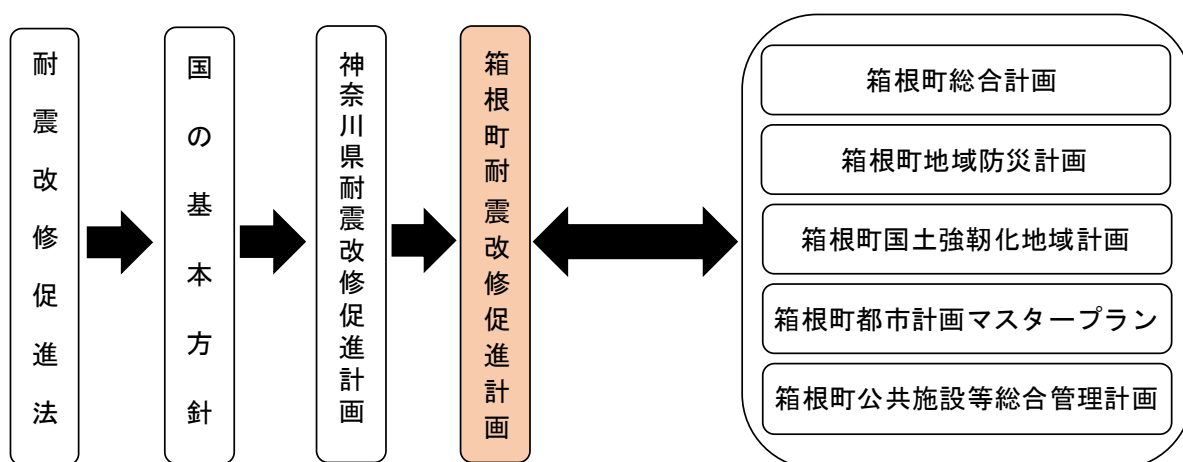 耐震改修促進法
国の基本方針
神奈川県耐震改修促進計画
箱根町耐震改修促進計画
箱根町総合計画
箱根町地域防災計画
箱根町国土強靭化地域計画
箱根町都市計画マスタープラン
箱根町公共施設等総合管理計画